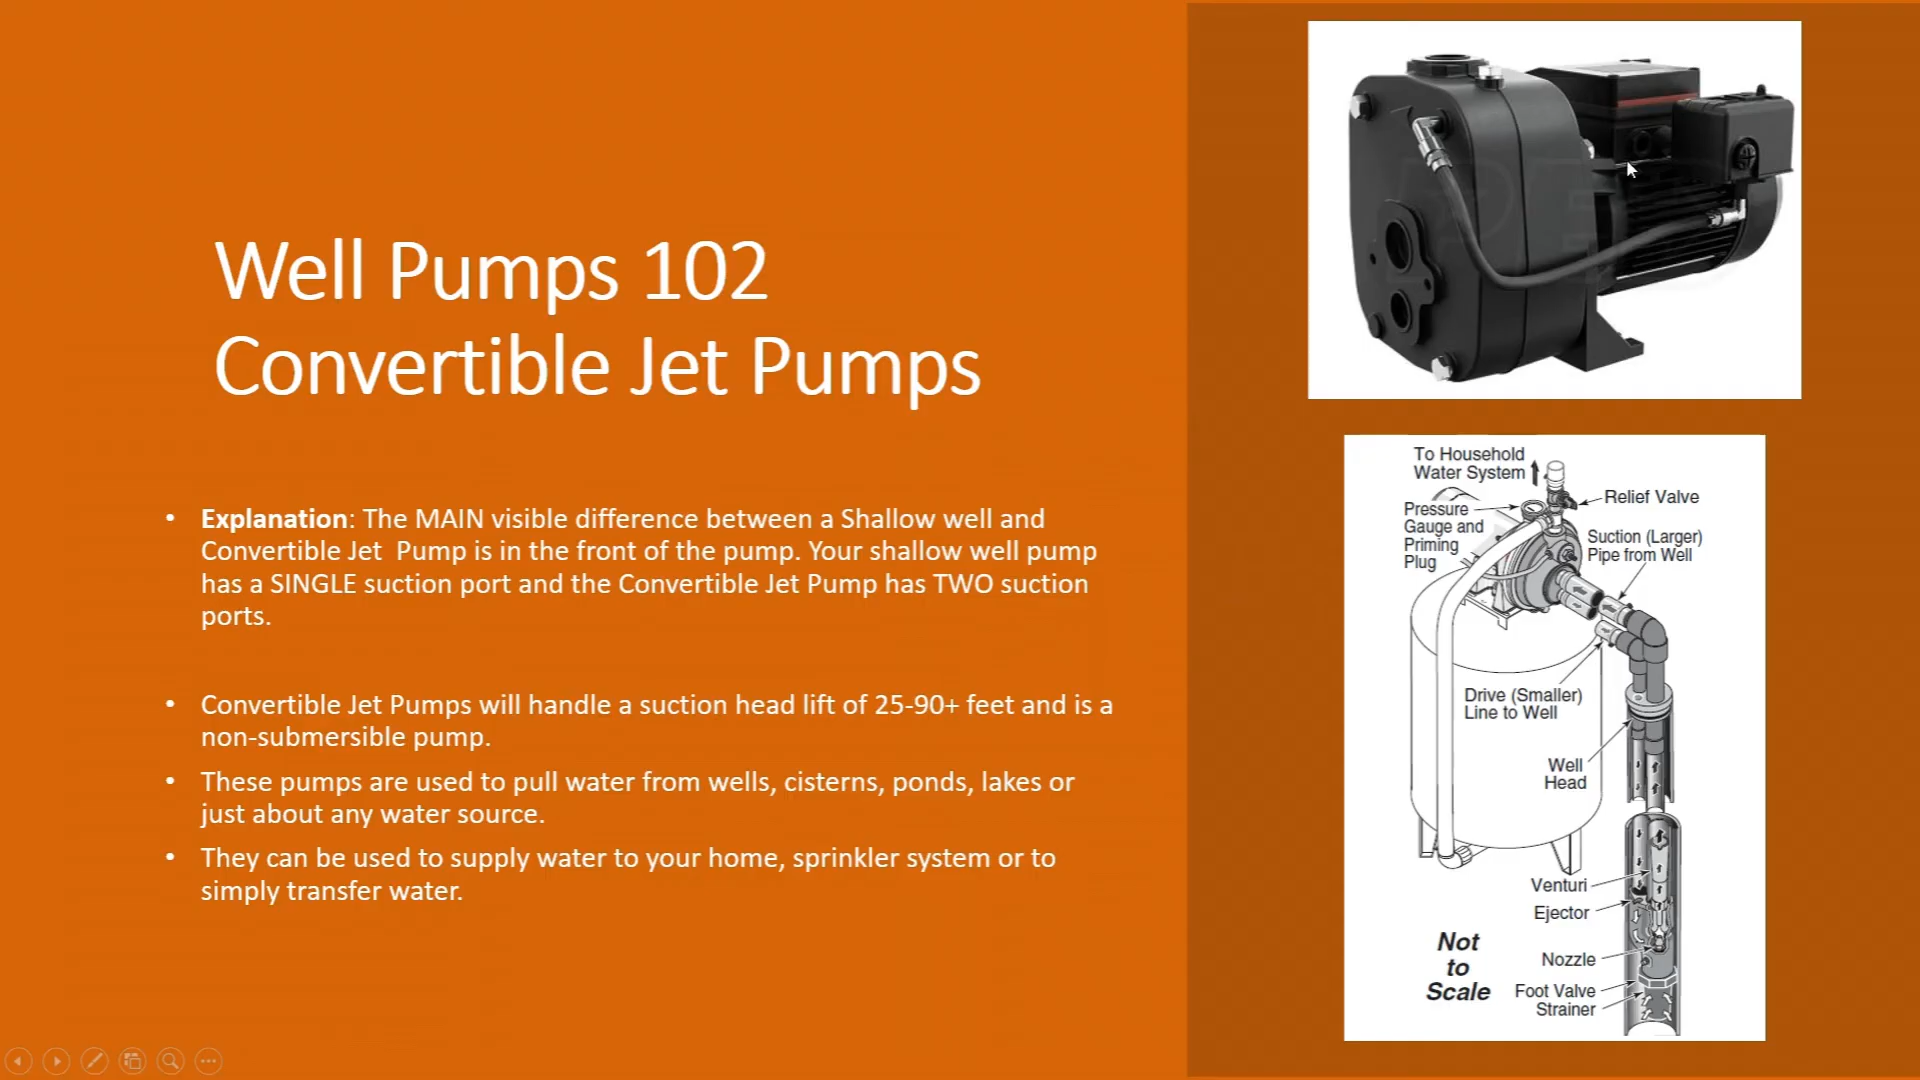 Well Pumps 102
Convertible Jet Pumps
• Explanation: The MAIN visible difference between a Shallow well and
Convertible Jet  Pump is in the front of the pump. Your shallow well pump
has a SINGLE suction port and the Convertible Jet Pump has TWO suction
ports.
• Convertible Jet Pumps will handle a suction head lift of 25-90+ feet and is a
non-submersible pump.
• These pumps are used to pull water from wells, cisterns, ponds, lakes or
just about any water source.
• They can be used to supply water to your home, sprinkler system or to
simply transfer water.
To Household
Water System
Relief Valve
Pressure
Gauge and
Priming
Plug
Suction (Larger)
Pipe from Well
Drive (Smaller)
Line to Well
Well
Head
Venturi
Ejector
Nozzle
Foot Valve
Strainer
Not
to
Scale